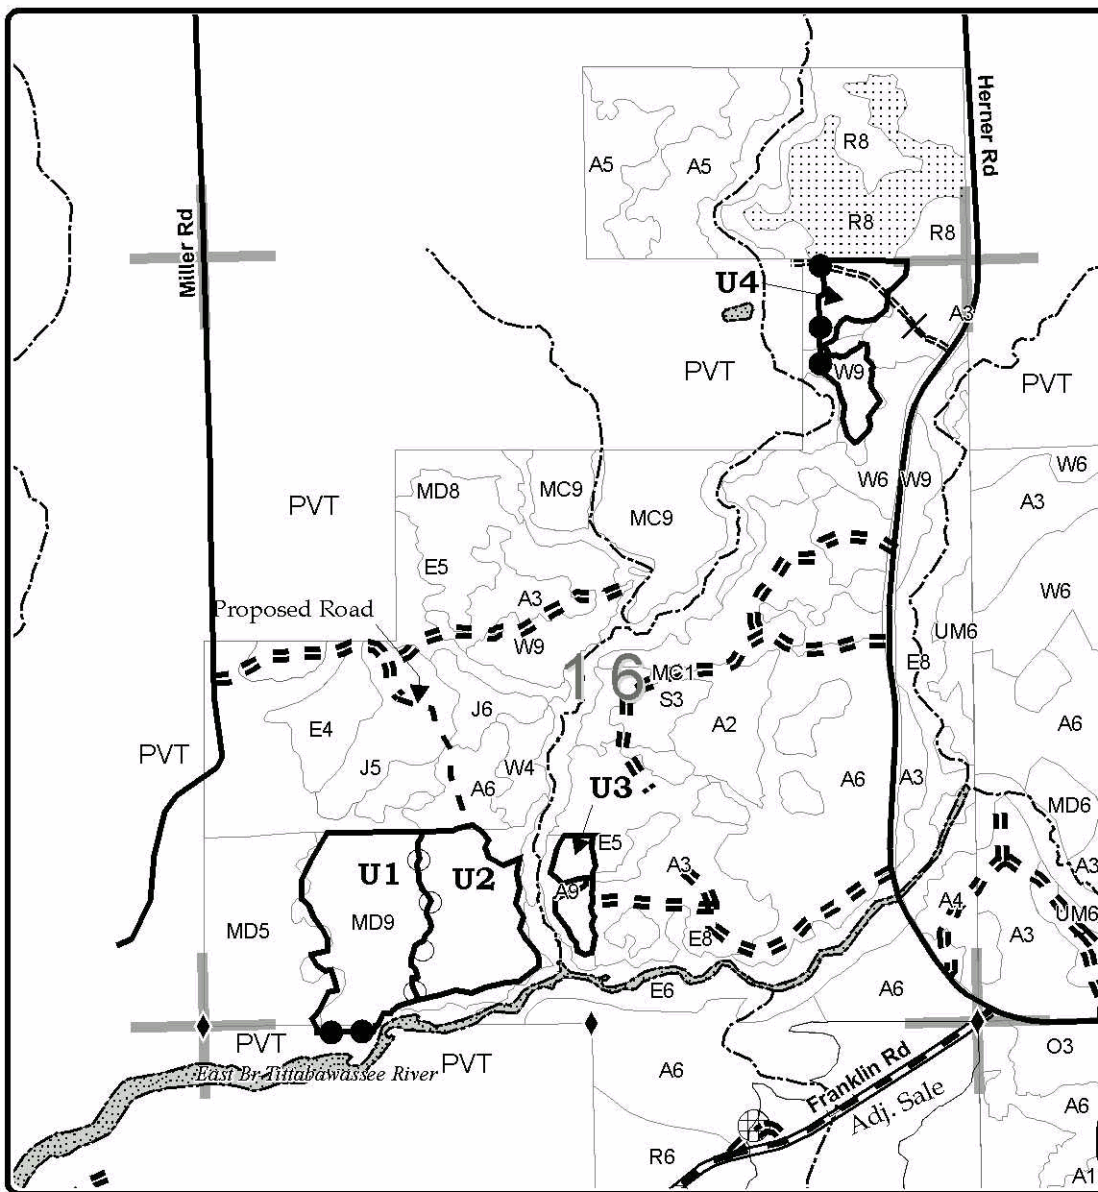 Herner Rd
R8
A5
A5
R8
R8
Miller Rd
U4
A3
PVT
W9
PVT
W6
W6
W9
MD8
MC9
A3
PVT
MC9
E5
A3
W6
Proposed Road
UM6
W9
E8
16
MC1
S3
J6
E4
A2
A6
PVT
J5
W4
A6
A3
A6
U3
MD6
E5
U1
U2
A3
A3
A9
A4
MD5
MD9
UM6
A3
E8
E6
A6
PVT
PVT
O3
East Br Tittabawassee River
A6
Franklin Rd
Adj. Sale
A6
R6
A1